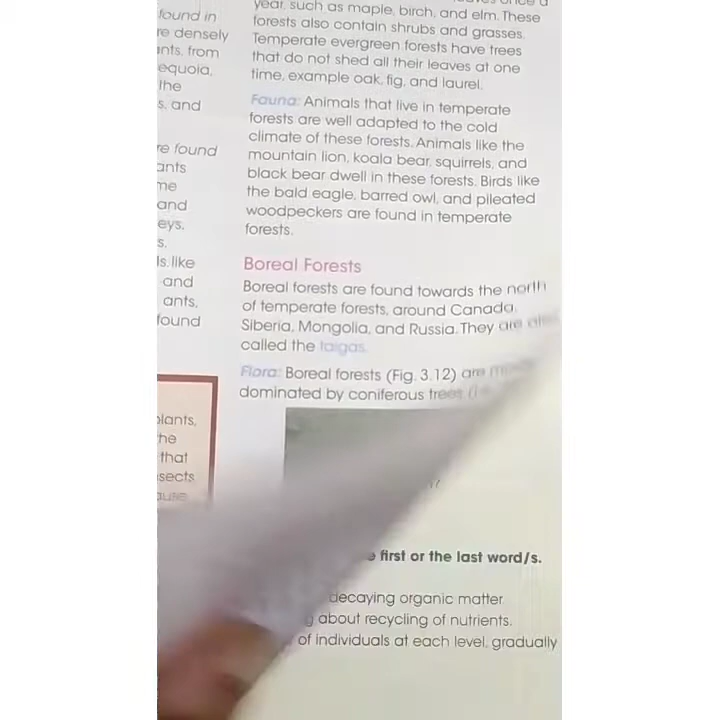 found in
re densely
ants, from
equoia,
the
s, and
re found
ants
me
and
eys,
s,
ls, like
and
ants,
found
plants,
he
that
sects
year, such as maple, birch, and elm. These
forests also contain shrubs and grasses.
Temperate evergreen forests have trees
that do not shed all their leaves at one
time, example oak, fig, and laurel.
Fauna: Animals that live in temperate
forests are well adapted to the cold
climate of these forests. Animals like the
mountain lion, koala bear, squirrels, and
black bear dwell in these forests. Birds like
the bald eagle, barred owl, and pileated
woodpeckers are found in temperate
forests.
Boreal Forests
Boreal forests are found towards the north
of temperate forests, around Canada,
Siberia, Mongolia, and Russia. They are also
called the taigas.
Flora: Boreal forests (Fig. 3.12) are
dominated by coniferous trees
first or the last word/s.
decaying organic matter.
about recycling of nutrients.
of individuals at each level, gradually